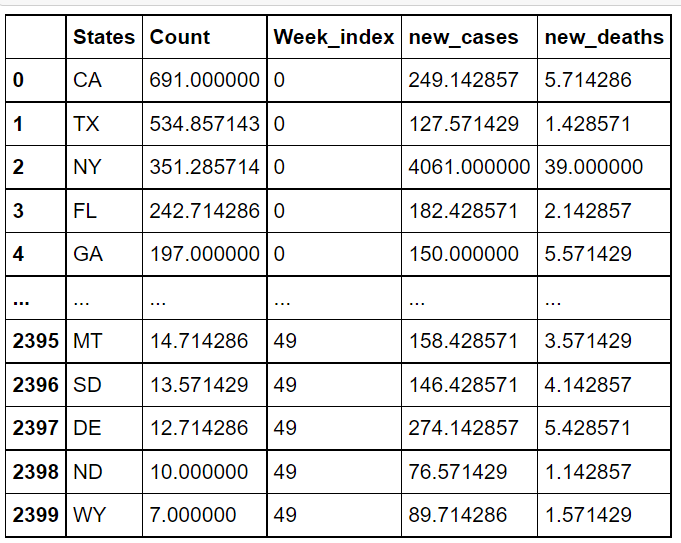 States Count Week_index new_cases new_deaths
0 CA 691.000000 0 249.142857 5.714286
1 TX 534.857143 0 127.571429 1.428571
2 NY 351.285714 0 4061.000000 39.000000
3 FL 242.714286 0 182.428571 2.142857
4 GA 197.000000 0 150.000000 5.571429
... ... ... ... ... ...
2395 MT 14.714286 49 158.428571 3.571429
2396 SD 13.571429 49 146.428571 4.142857
2397 DE 12.714286 49 274.142857 5.428571
2398 ND 10.000000 49 76.571429 1.142857
2399 WY 7.000000 49 89.714286 1.571429